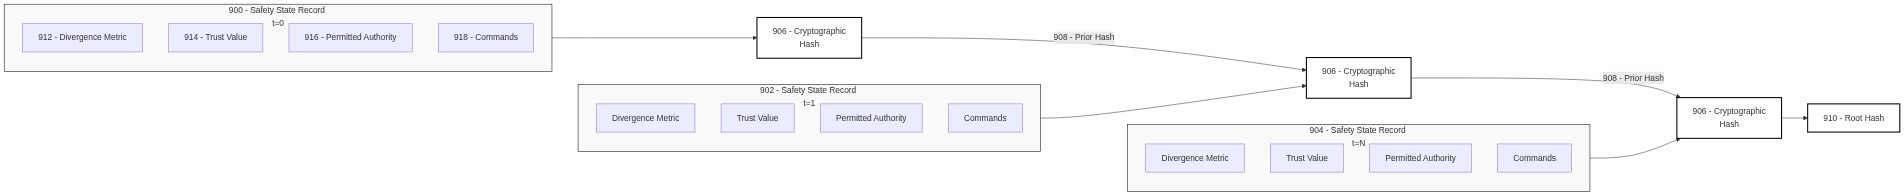 900 - Safety State Record
t=0
912 - Divergence Metric
914 - Trust Value
916 - Permitted Authority
918 - Commands
906 - Cryptographic
Hash
908 - Prior Hash
902 - Safety State Record
t=1
Divergence Metric
Trust Value
Permitted Authority
Commands
906 - Cryptographic
Hash
908 - Prior Hash
904 - Safety State Record
t=N
Divergence Metric
Trust Value
Permitted Authority
Commands
906 - Cryptographic
Hash
910 - Root Hash